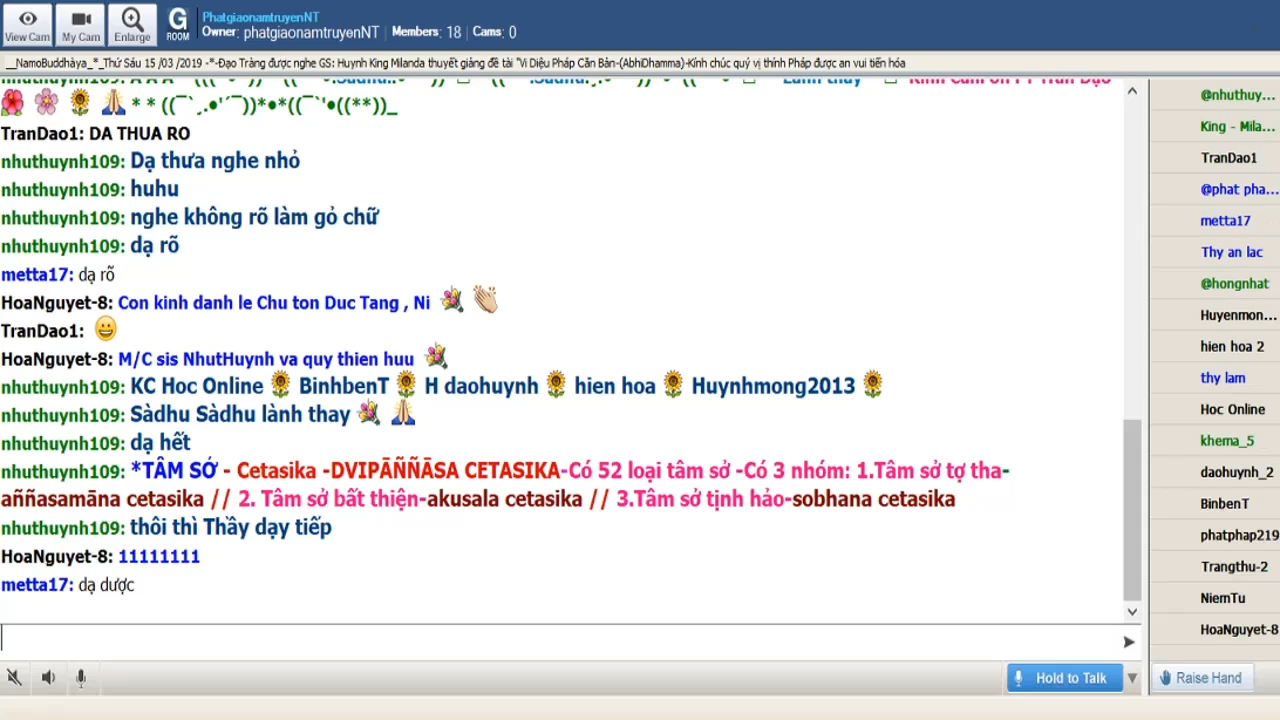 View Cam
My Cam
Enlarge
G ROOM
PhatgiaonamtruyenNT
Owner: phatgiaonamtruyenNT | Members: 18 | Cams: 0
__NamoBuddhàya_*_Thứ Sáu 15 /03 /2019 -*-Đạo Tràng được nghe GS: Huynh King Milanda thuyết giảng đề tài "Vi Diệu Pháp Căn Bản-(AbhiDhamma)-Kính chúc quý vị thính Pháp được an vui tiến hóa
* * ((¯`¸.●'´¯))*●*((¯`'●((**))_
TranDao1: DA THUA RO
nhuthuynh109: Dạ thưa nghe nhỏ
nhuthuynh109: huhu
nhuthuynh109: nghe không rõ làm gỏ chữ
nhuthuynh109: dạ rõ
metta17: dạ rõ
HoaNguyet-8: Con kinh danh le Chu ton Duc Tang , Ni
TranDao1:
HoaNguyet-8: M/C sis NhutHuynh va quy thien huu
nhuthuynh109: KC Hoc Online BinhbenT H daohuynh hien hoa Huynhmong2013
nhuthuynh109: Sàdhu Sàdhu lành thay
nhuthuynh109: dạ hết
nhuthuynh109: *TÂM SỞ - Cetasika -DVIPĀÑÑĀSA CETASIKA-Có 52 loại tâm sở -Có 3 nhóm: 1.Tâm sở tợ tha-
aññasamāna cetasika // 2. Tâm sở bất thiện-akusala cetasika // 3.Tâm sở tịnh hảo-sobhana cetasika
nhuthuynh109: thôi thì Thầy dạy tiếp
HoaNguyet-8: 11111111
metta17: dạ dược
@nhuthuy...
King - Mila...
TranDao1
@phat pha...
metta17
Thy an lac
@hongnhat
Huyenmon...
hien hoa 2
thy lam
Hoc Online
khema_5
daohuynh_2
BinbenT
phatphap219
Trangthu-2
NiemTu
HoaNguyet-8
Hold to Talk
Raise Hand